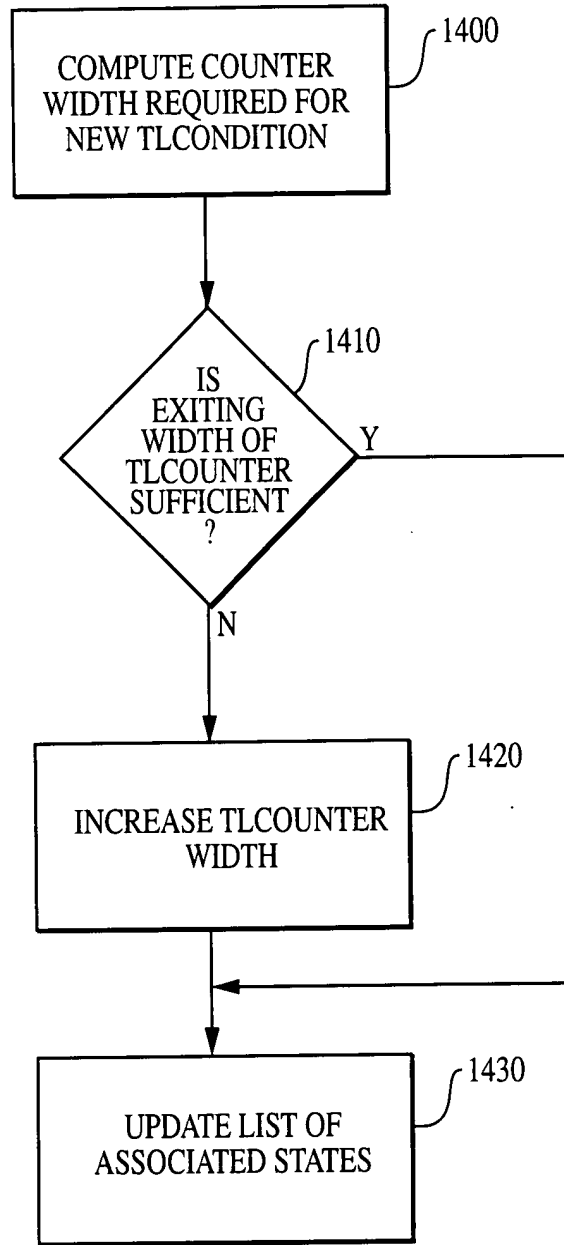 1400
COMPUTE COUNTER
WIDTH REQUIRED FOR
NEW TLCONDITION
1410
IS
EXITING
WIDTH OF
TLCOUNTER
SUFFICIENT
?
Y
N
1420
INCREASE TLCOUNTER
WIDTH
1430
UPDATE LIST OF
ASSOCIATED STATES